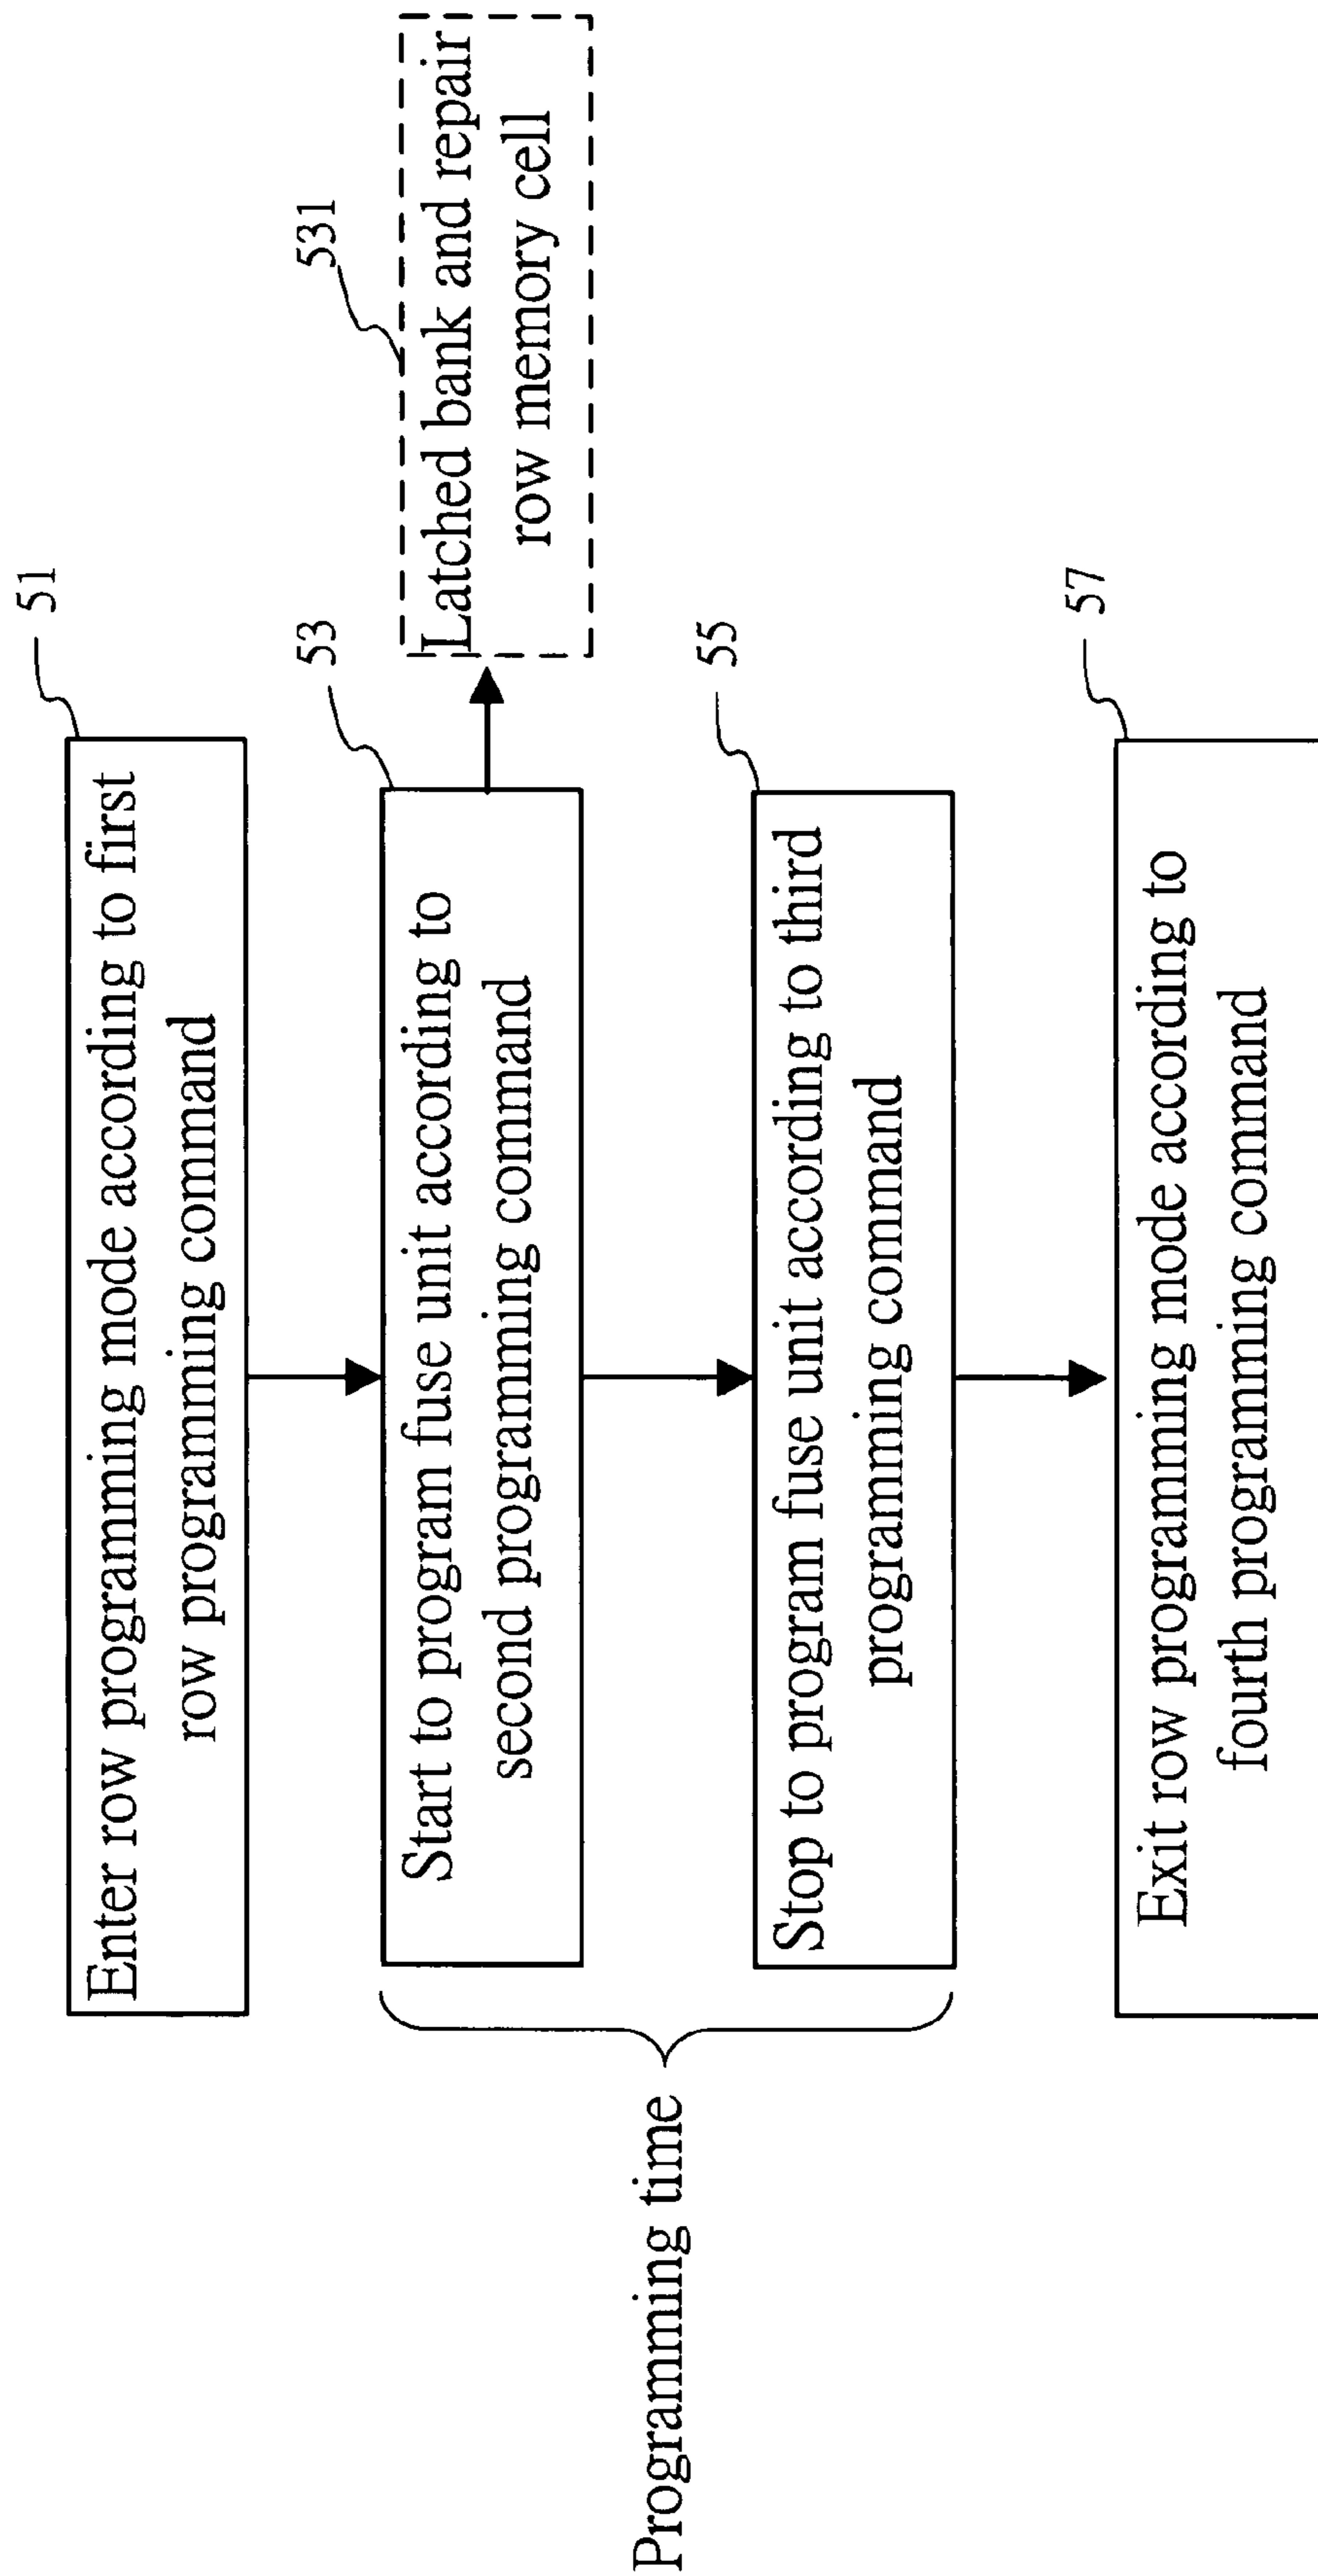 51
Enter row programming mode according to first
row programming command
53
531
Start to program fuse unit according to
second programming command
Latched bank and repair
row memory cell
Programming time
55
Stop to program fuse unit according to third
programming command
57
Exit row programming mode according to
fourth programming command